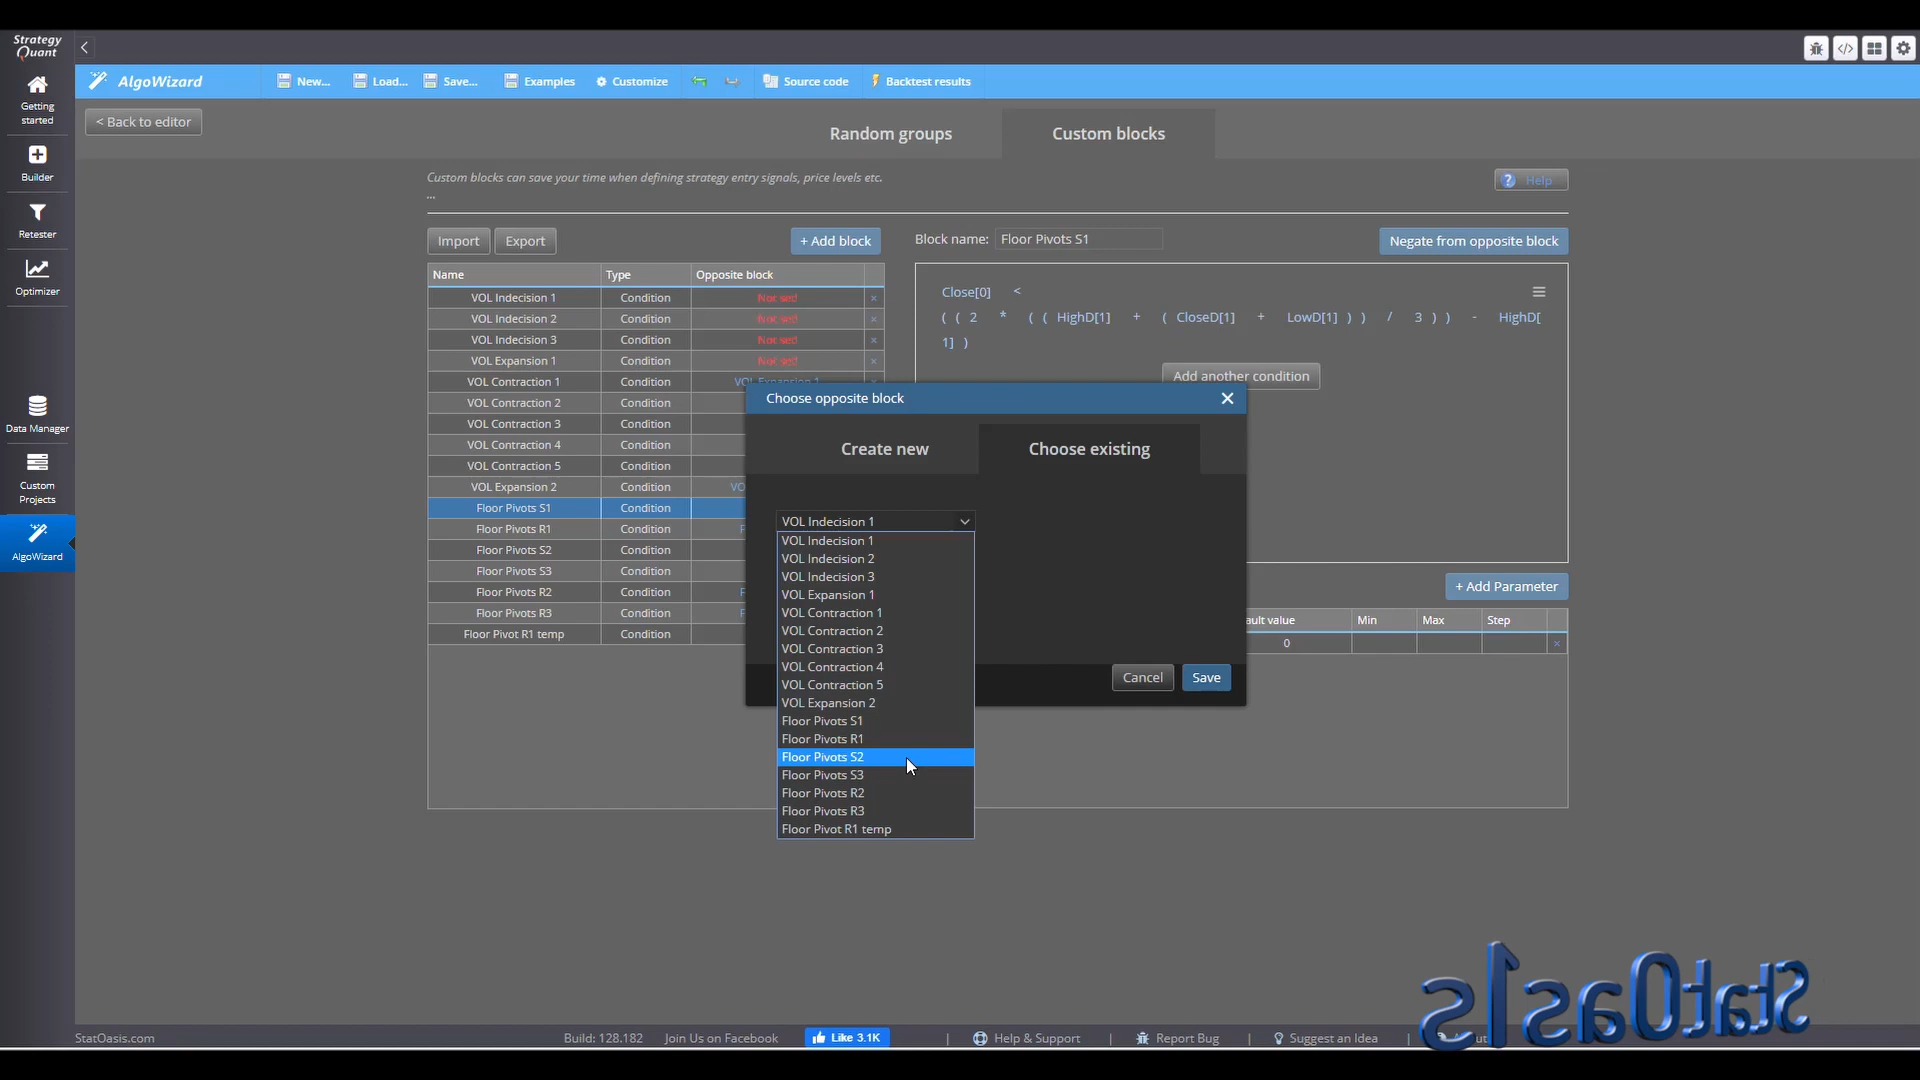 Strategy
Quant
AlgoWizard
New...
Load...
Save...
Examples
Customize
Source code
Backtest results
Getting
started
Builder
Retester
Optimizer
Data Manager
Custom
Projects
AlgoWizard
< Back to editor
Random groups
Custom blocks
Custom blocks can save your time when defining strategy entry signals, price levels etc.
...
? Help
Import
Export
+ Add block
Block name:
Floor Pivots S1
Negate from opposite block
Name
Type
Opposite block
VOL Indecision 1 Condition Not set! ×
VOL Indecision 2 Condition Not set! ×
VOL Indecision 3 Condition Not set! ×
VOL Expansion 1 Condition Not set! ×
VOL Contraction 1 Condition VOL Expansion 1 ×
VOL Contraction 2 Condition
VOL Contraction 3 Condition
VOL Contraction 4 Condition
VOL Contraction 5 Condition
VOL Expansion 2 Condition VO
Floor Pivots S1 Condition
Floor Pivots R1 Condition F
Floor Pivots S2 Condition
Floor Pivots S3 Condition
Floor Pivots R2 Condition F
Floor Pivots R3 Condition F
Floor Pivot R1 temp Condition
Close[0] <
( ( 2 * ( ( HighD[1] + ( CloseD[1] + LowD[1] ) ) / 3 ) ) - HighD[
1] )
Add another condition
Choose opposite block
Create new
Choose existing
VOL Indecision 1
VOL Indecision 1
VOL Indecision 2
VOL Indecision 3
VOL Expansion 1
VOL Contraction 1
VOL Contraction 2
VOL Contraction 3
VOL Contraction 4
VOL Contraction 5
VOL Expansion 2
Floor Pivots S1
Floor Pivots R1
Floor Pivots S2
Floor Pivots S3
Floor Pivots R2
Floor Pivots R3
Floor Pivot R1 temp
Cancel
Save
+ Add Parameter
ault value
Min
Max
Step
0
×
StatOas1s
StatOasis.com
Build: 128.182
Join Us on Facebook
Like 3.1K
Help & Support
Report Bug
Suggest an Idea